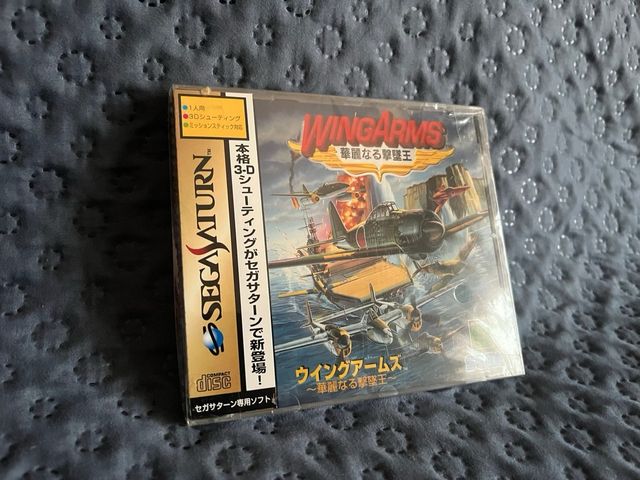 1人用
3Dシューティング
ミッションスティック対応
SEGA SATURN™
本格3-Dシューティングがセガサターンで新登場!
COMPACT
disc
セガサターン専用ソフト
WINGARMS
華麗なる撃墜王
ウイングアームズ
~華麗なる撃墜王~